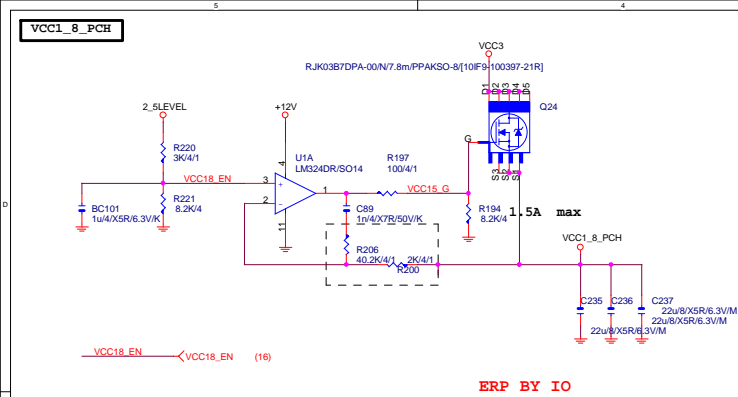 5
4
VCC1_8_PCH
VCC3
RJK03B7DPA-00/N/7.8m/PPAKSO-8/[10IF9-100397-21R]
D1
D2
D3
D4
D5
Q24
G
S3
S2
S1
2_5LEVEL
+12V
R220
3K/4/1
U1A
LM324DR/SO14
4
R197
100/4/1
VCC18_EN
3
+
1
VCC15_G
2
-
11
BC101
1u/4/X5R/6.3V/K
R221
8.2K/4
C89
1n/4/X7R/50V/K
R194
8.2K/4
1.5A max
D
R206
40.2K/4/1
2K/4/1
R200
VCC1_8_PCH
C235
C236
C237
22u/8/X5R/6.3V/M
22u/8/X5R/6.3V/M
22u/8/X5R/6.3V/M
VCC18_EN
VCC18_EN (16)
ERP BY IO